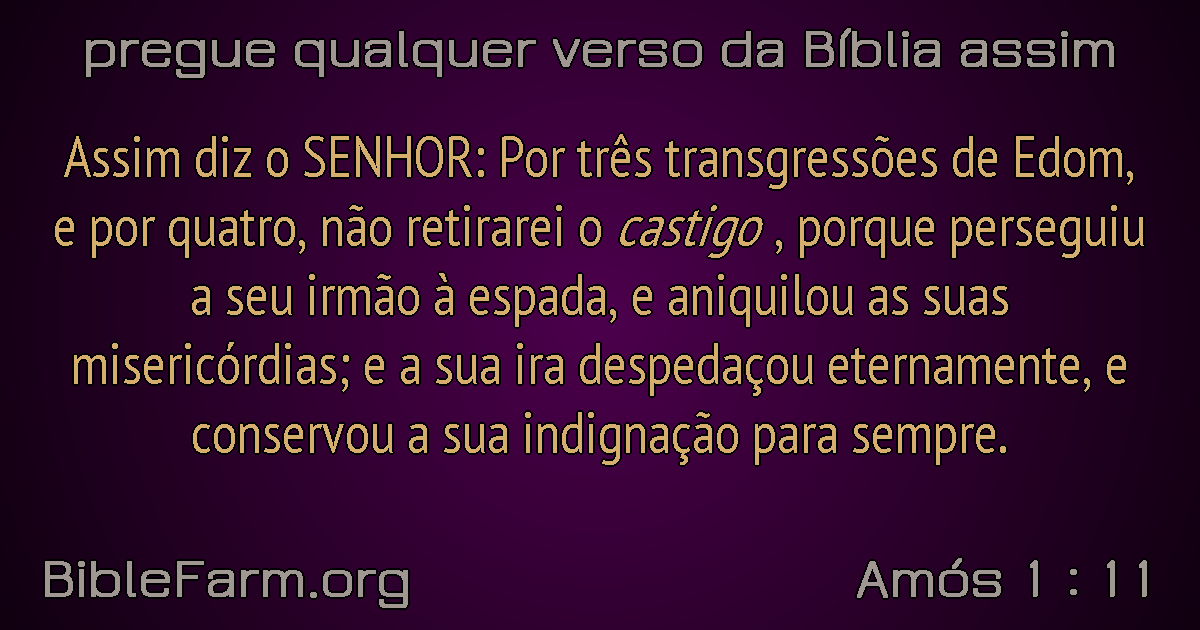 pregue qualquer verso da Bíblia assim
Assim diz o SENHOR: Por três transgressões de Edom,
e por quatro, não retirarei o castigo , porque perseguiu
a seu irmão à espada, e aniquilou as suas
misericórdias; e a sua ira despedaçou eternamente, e
conservou a sua indignação para sempre.
BibleFarm.org
Amós 1 : 11